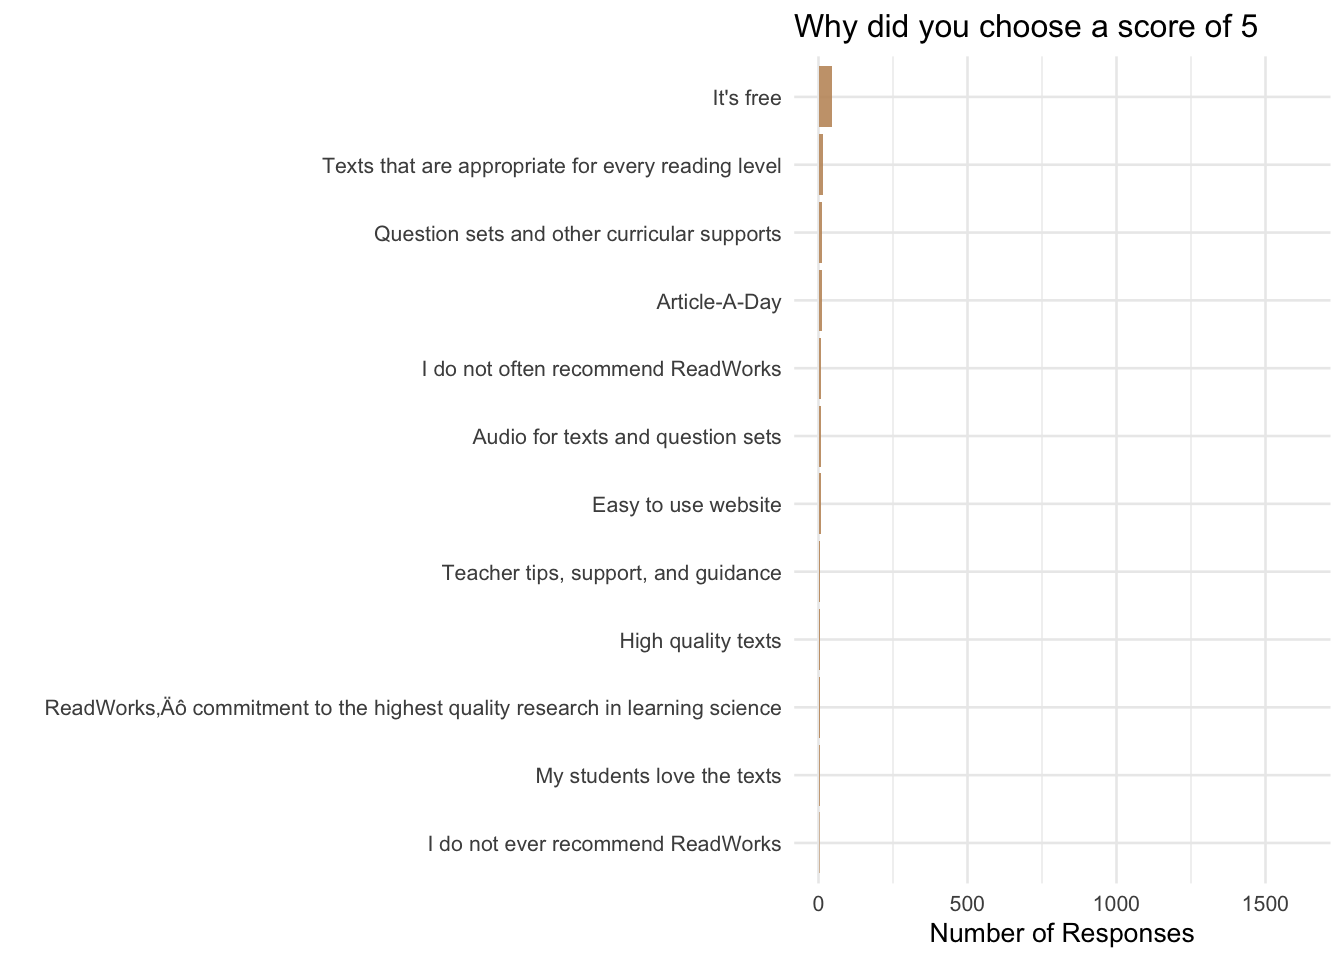 Why did you choose a score of 5
It's free
Texts that are appropriate for every reading level
Question sets and other curricular supports
Article-A-Day
I do not often recommend ReadWorks
Audio for texts and question sets
Easy to use website
Teacher tips, support, and guidance
High quality texts
ReadWorks‚Äô commitment to the highest quality research in learning science
My students love the texts
I do not ever recommend ReadWorks
0 500 1000 1500
Number of Responses